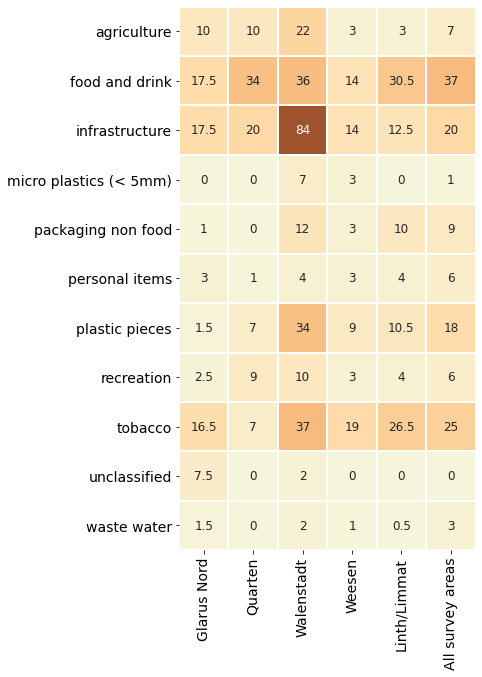 agriculture 10 10 22 3 3 7
food and drink 17.5 34 36 14 30.5 37
infrastructure 17.5 20 84 14 12.5 20
micro plastics (< 5mm) 0 0 7 3 0 1
packaging non food 1 0 12 3 10 9
personal items 3 1 4 3 4 6
plastic pieces 1.5 7 34 9 10.5 18
recreation 2.5 9 10 3 4 6
tobacco 16.5 7 37 19 26.5 25
unclassified 7.5 0 2 0 0 0
waste water 1.5 0 2 1 0.5 3
Glarus Nord
Quarten
Walenstadt
Weesen
Linth/Limmat
All survey areas